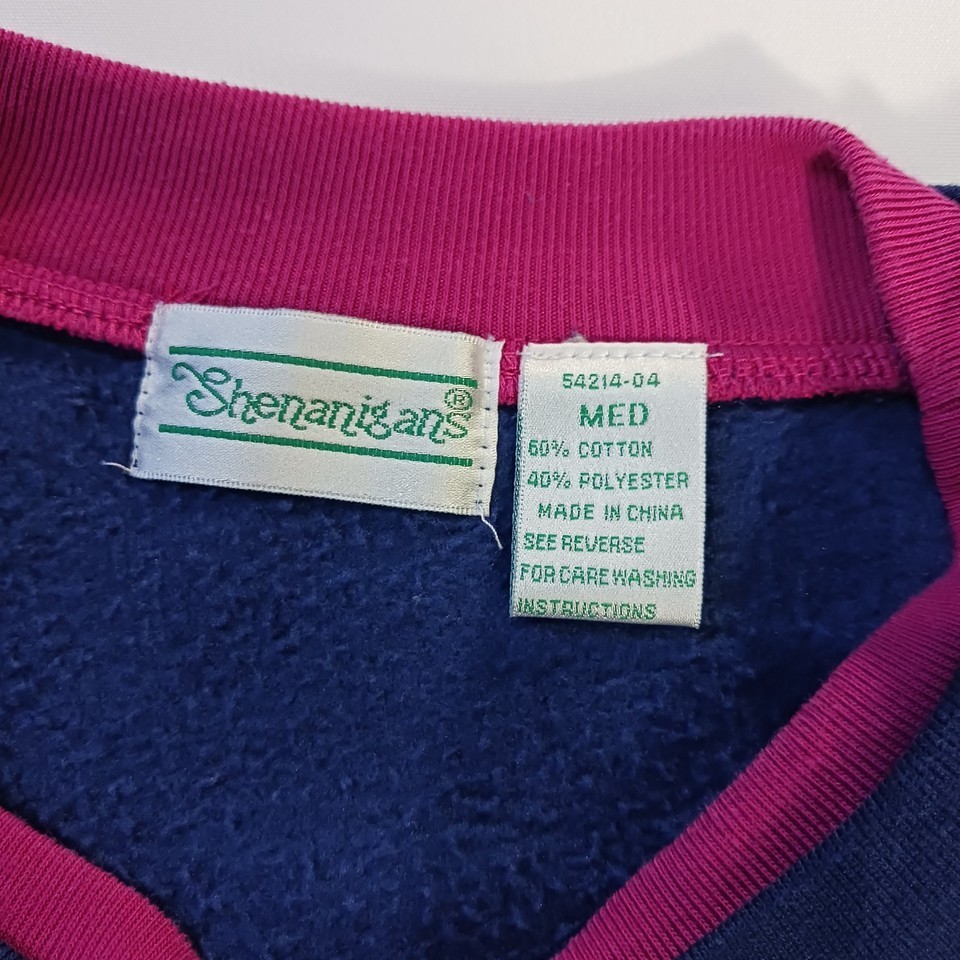 Shenanigans®
54214-04
MED
60% COTTON
40% POLYESTER
MADE IN CHINA
SEE REVERSE
FOR CARE WASHING
INSTRUCTIONS